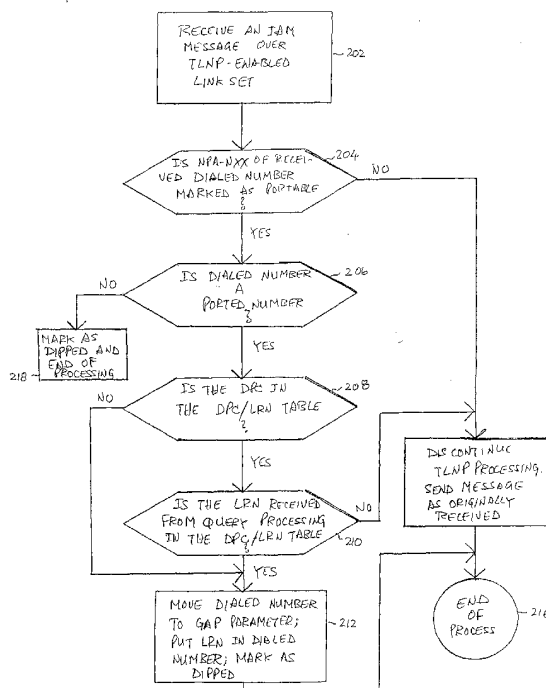 RECEIVE AN IAM
MESSAGE OVER
TLNP-ENABLED
LINK SET
202
IS NPA-NXX OF RECEI-
VED DIALED NUMBER
MARKED AS PORTABLE
?
204
NO
YES
IS DIALED NUMBER
A
PORTED NUMBER
?
206
NO
YES
MARK AS
DIPPED AND
END OF
PROCESSING
218
IS THE DPC IN
THE DPC/LRN TABLE
?
208
NO
YES
IS THE LRN RECEIVED
FROM QUERY PROCESSING
IN THE DPC/LRN TABLE
?
210
NO
YES
DISCONTINUE
TLNP PROCESSING.
SEND MESSAGE
AS ORIGINALLY
RECEIVED
MOVE DIALED NUMBER
TO GAP PARAMETER;
PUT LRN IN DIALED
NUMBER; MARK AS
DIPPED
212
END
OF
PROCESS